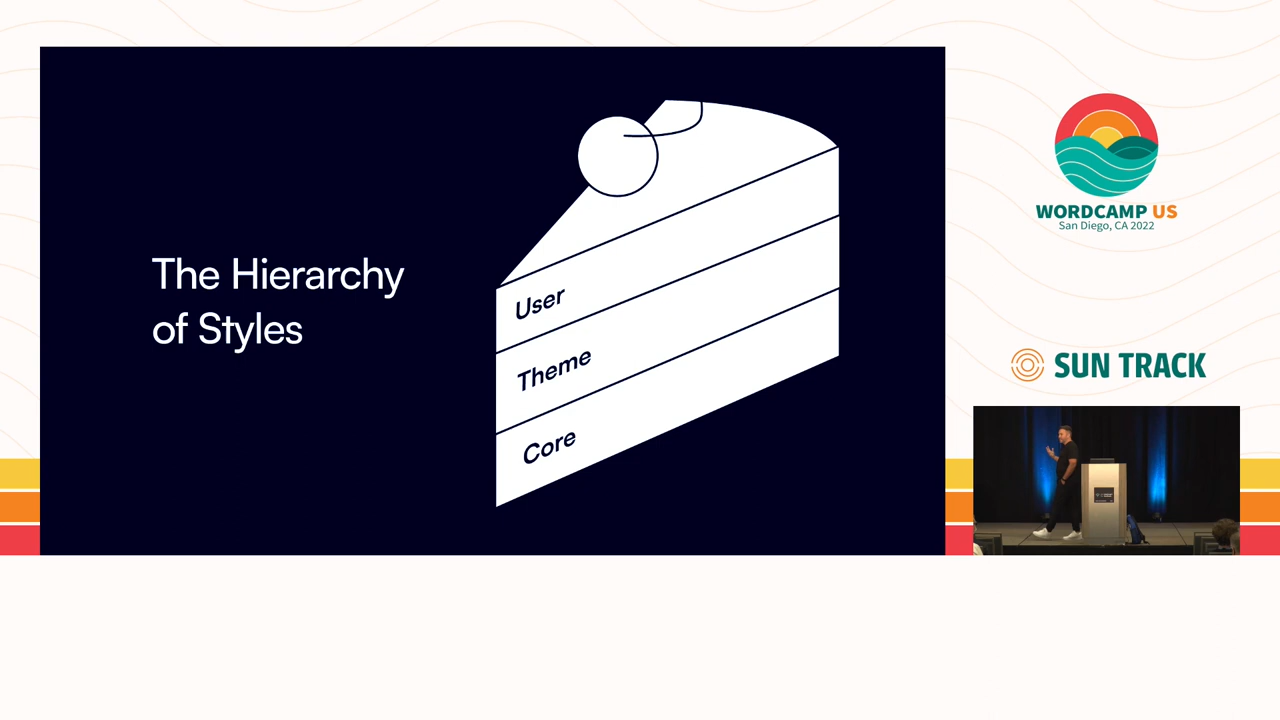 The Hierarchy
of Styles
User
Theme
Core
WORDCAMP US
San Diego, CA 2022
SUN TRACK